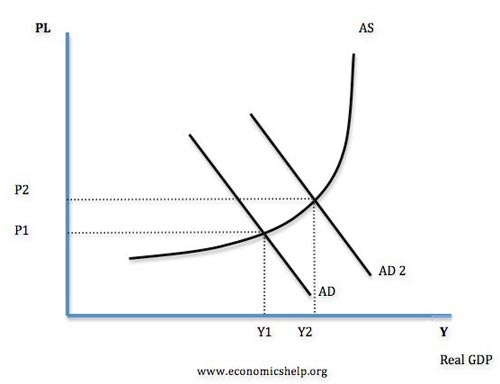 PL
AS
P2
P1
AD 2
AD
Y1
Y2
Y
Real GDP
www.economicshelp.org